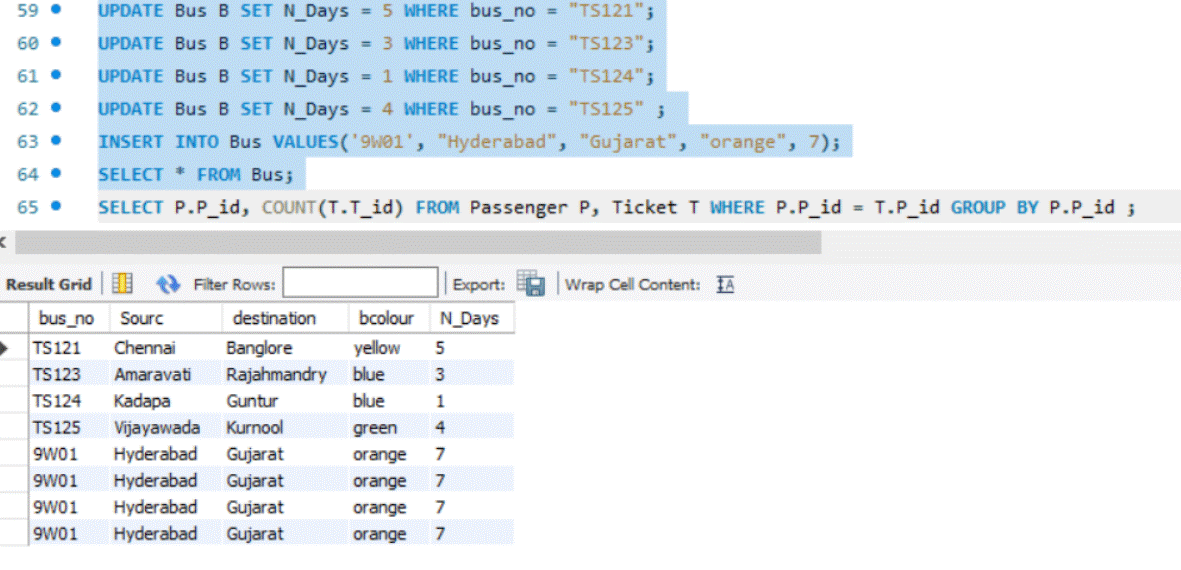 59 UPDATE Bus B SET N_Days = 5 WHERE bus_no = "TS121";
60 UPDATE Bus B SET N_Days = 3 WHERE bus_no = "TS123";
61 UPDATE Bus B SET N_Days = 1 WHERE bus_no = "TS124";
62 UPDATE Bus B SET N_Days = 4 WHERE bus_no = "TS125" ;
63 INSERT INTO Bus VALUES('9W01', "Hyderabad", "Gujarat", "orange", 7);
64 SELECT * FROM Bus;
65 SELECT P.P_id, COUNT(T.T_id) FROM Passenger P, Ticket T WHERE P.P_id = T.P_id GROUP BY P.P_id ;
Result Grid Filter Rows: Export: Wrap Cell Content:
bus_no Sourc destination bcolour N_Days
TS121 Chennai Banglore yellow 5
TS123 Amaravati Rajahmandry blue 3
TS124 Kadapa Guntur blue 1
TS125 Vijayawada Kurnool green 4
9W01 Hyderabad Gujarat orange 7
9W01 Hyderabad Gujarat orange 7
9W01 Hyderabad Gujarat orange 7
9W01 Hyderabad Gujarat orange 7